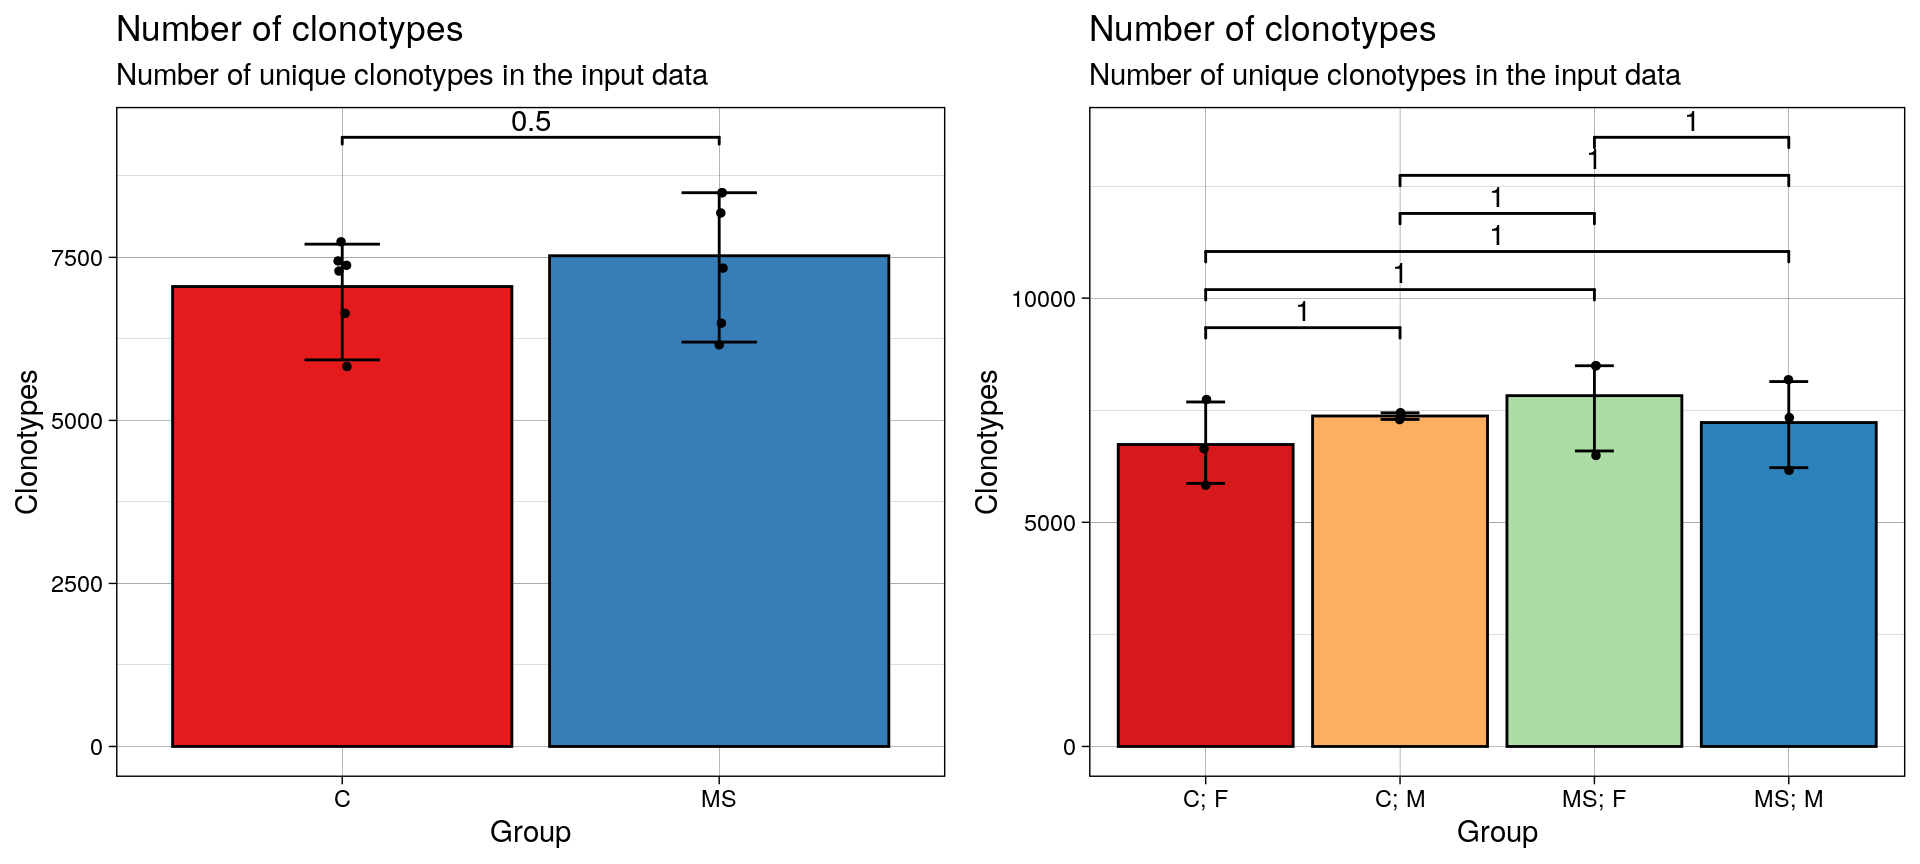 Number of clonotypes
Number of unique clonotypes in the input data
0.5
7500
5000
2500
0
Clonotypes
C
MS
Group
Number of clonotypes
Number of unique clonotypes in the input data
1
1
1
1
1
1
10000
5000
0
Clonotypes
C; F
C; M
MS; F
MS; M
Group